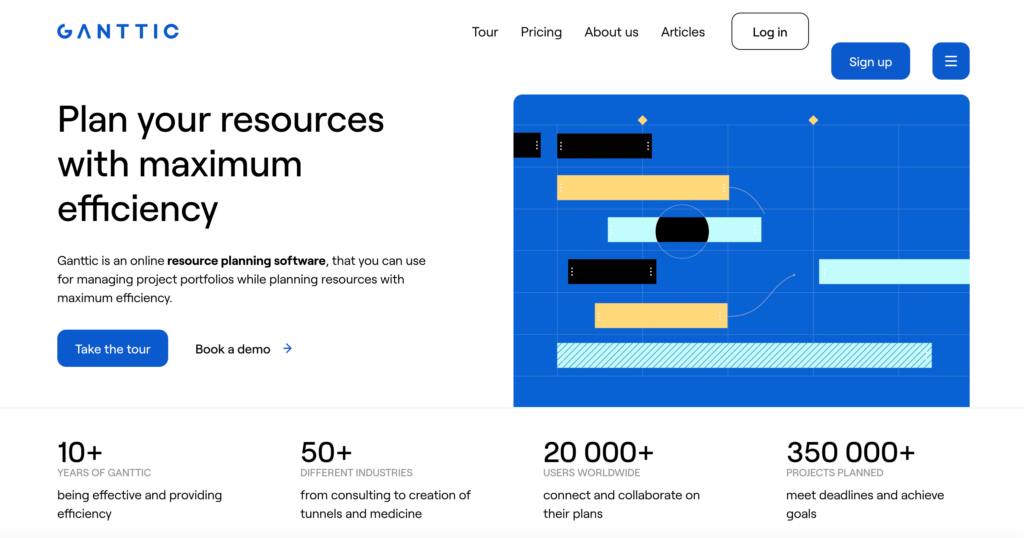 GANTTIC
Tour
Pricing
About us
Articles
Log in
Sign up
Plan your resources
with maximum
efficiency
Ganttic is an online resource planning software, that you can use
for managing project portfolios while planning resources with
maximum efficiency.
Take the tour
Book a demo →
10+
YEARS OF GANTTIC
being effective and providing
efficiency
50+
DIFFERENT INDUSTRIES
from consulting to creation of
tunnels and medicine
20 000+
USERS WORLDWIDE
connect and collaborate on
their plans
350 000+
PROJECTS PLANNED
meet deadlines and achieve
goals